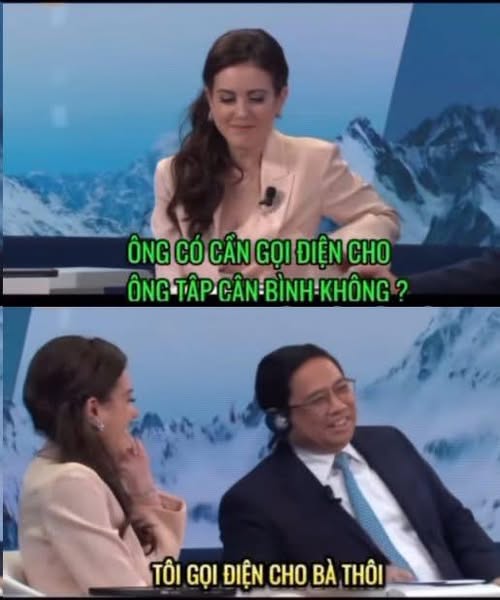 ÔNG CÓ CẦN GỌI ĐIỆN CHO
ÔNG TẬP CẬN BÌNH KHÔNG ?
TÔI GỌI ĐIỆN CHO BÀ THÔI